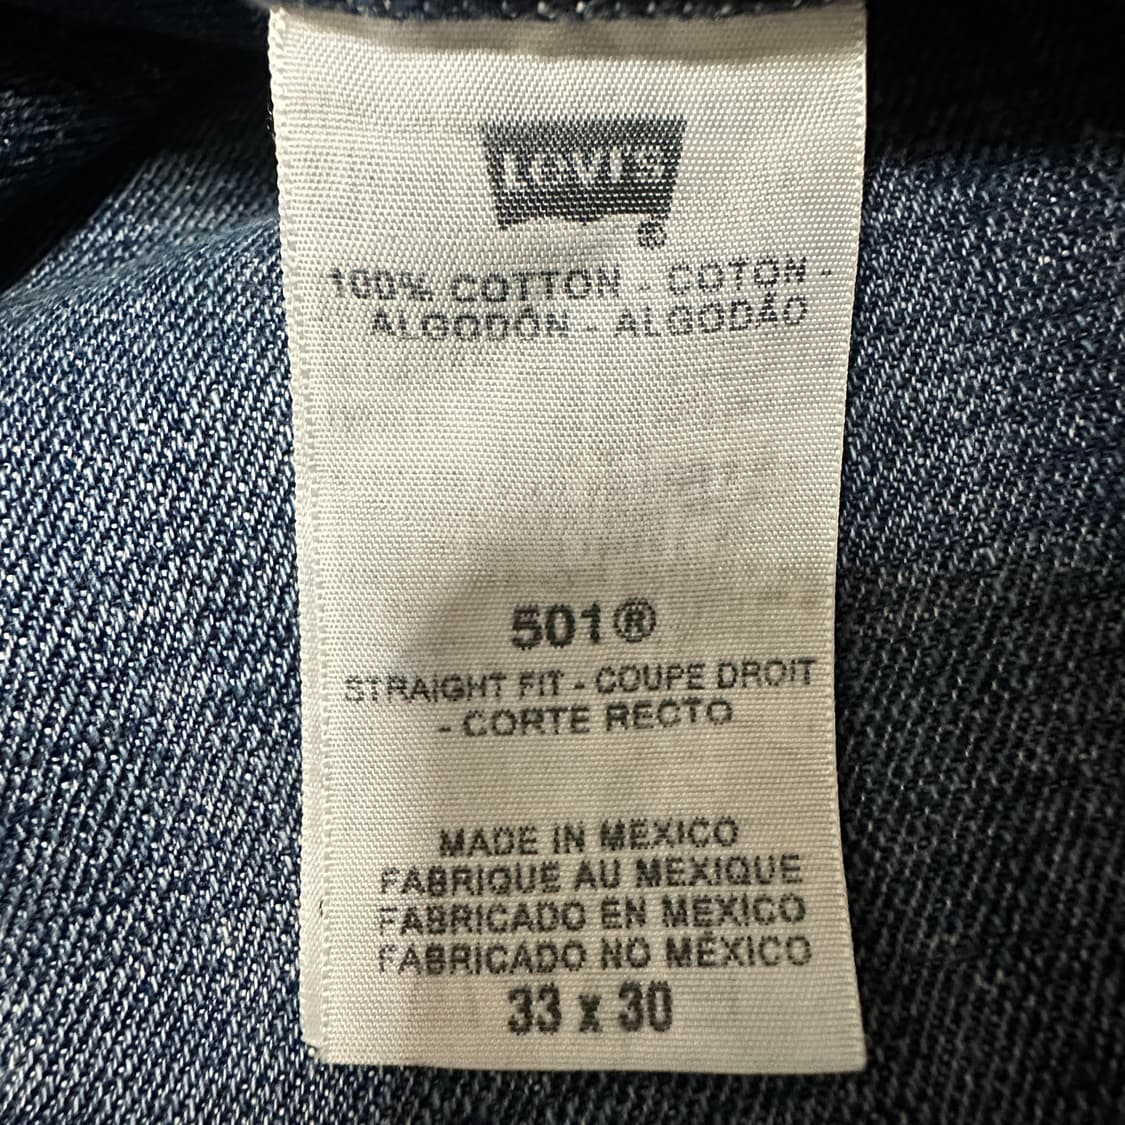 LEVI'S
®
100% COTTON - COTON -
ALGODÓN - ALGODÃO
501®
STRAIGHT FIT - COUPE DROIT
- CORTE RECTO
MADE IN MEXICO
FABRIQUE AU MEXIQUE
FABRICADO EN MEXICO
FABRICADO NO MÉXICO
33 x 30